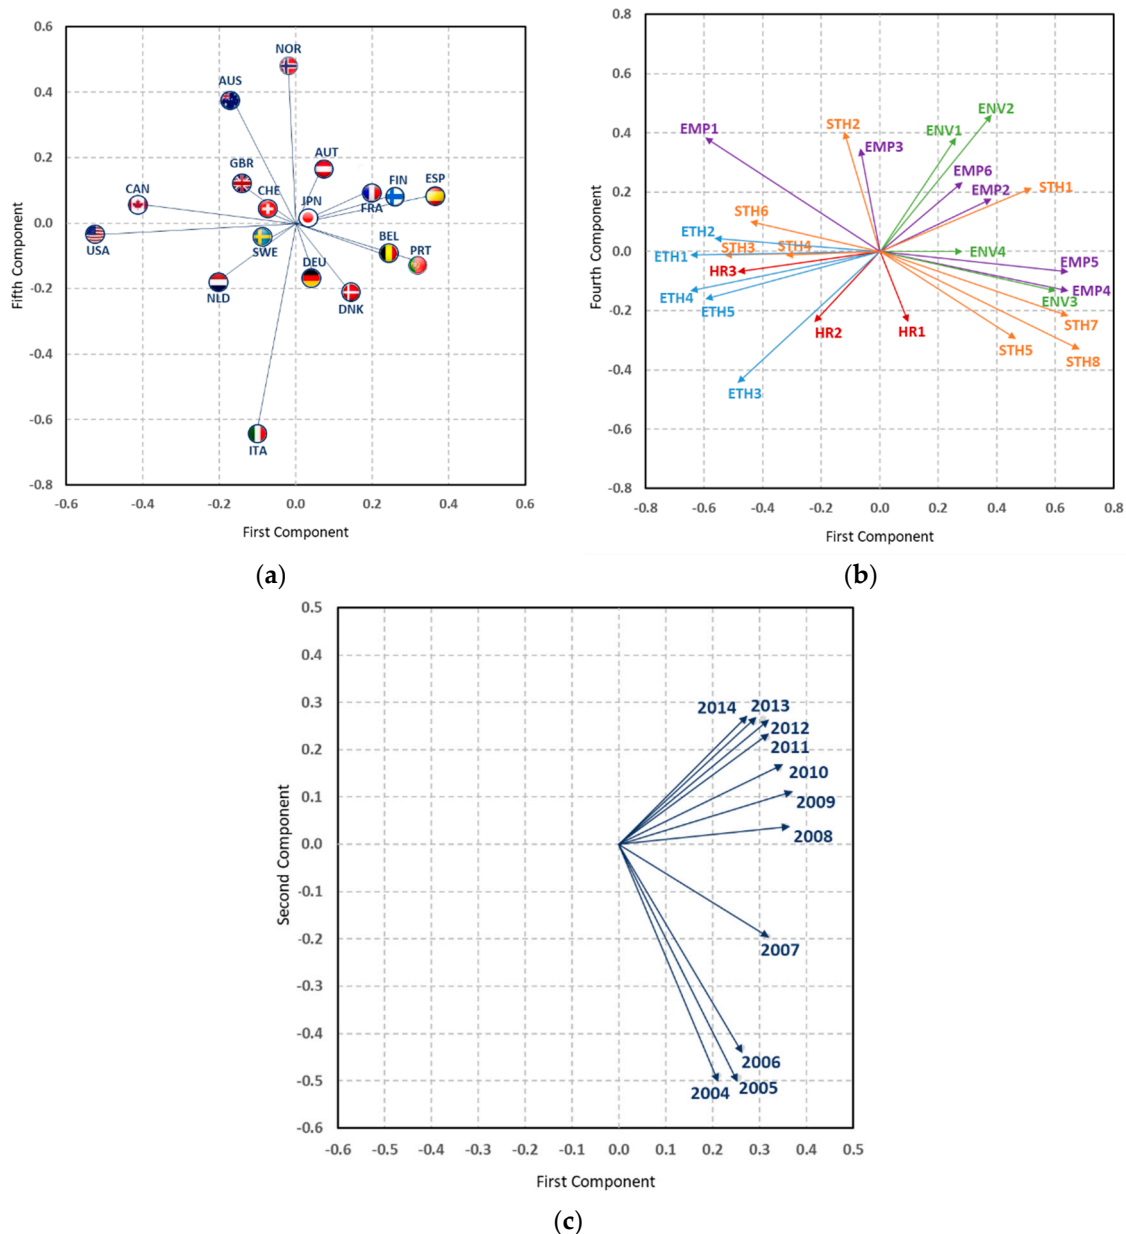 0.6
0.4
0.2
0.0
-0.2
-0.4
-0.6
-0.8
Fifth Component
NOR
AUS
AUT
GBR
CHE
JPN
FRA
FIN
ESP
CAN
USA
SWE
BEL
PRT
NLD
DEU
DNK
ITA
-0.6 -0.4 -0.2 0.0 0.2 0.4 0.6
First Component
(a)
0.8
0.6
0.4
0.2
0.0
-0.2
-0.4
-0.6
-0.8
Fourth Component
ENV2
STH2
ENV1
EMP1
EMP3
EMP6
EMP2
STH1
STH6
ETH2
STH3
STH4
ENV4
ETH1
EMP5
HR3
ETH4
EMP4
ENV3
ETH5
STH7
HR2
HR1
STH5
STH8
ETH3
-0.8 -0.6 -0.4 -0.2 0.0 0.2 0.4 0.6 0.8
First Component
(b)
0.5
0.4
0.3
0.2
0.1
0.0
-0.1
-0.2
-0.3
-0.4
-0.5
-0.6
Second Component
2014 2013
2012
2011
2010
2009
2008
2007
2006
2004 2005
-0.6 -0.5 -0.4 -0.3 -0.2 -0.1 0.0 0.1 0.2 0.3 0.4 0.5
First Component
(c)